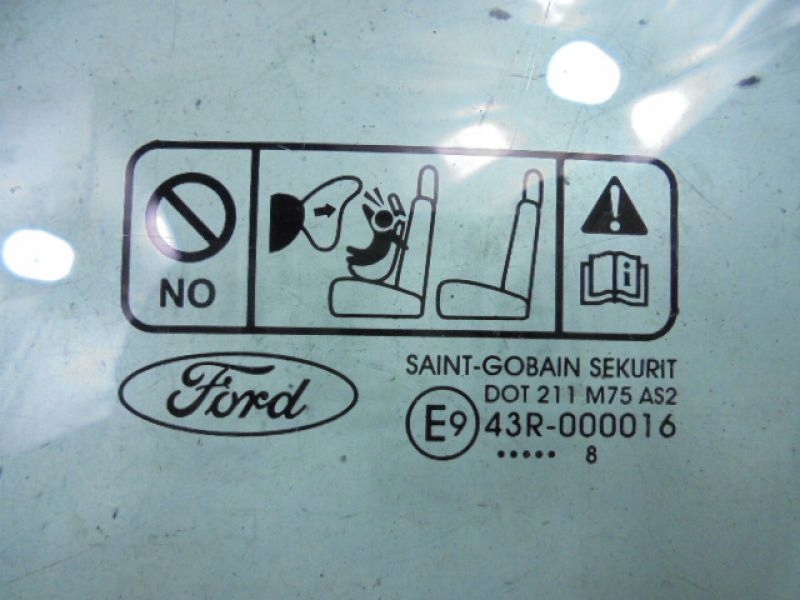 NO
Ford
SAINT-GOBAIN SEKURIT
DOT 211 M75 AS2
E9 43R-000016
..... 8